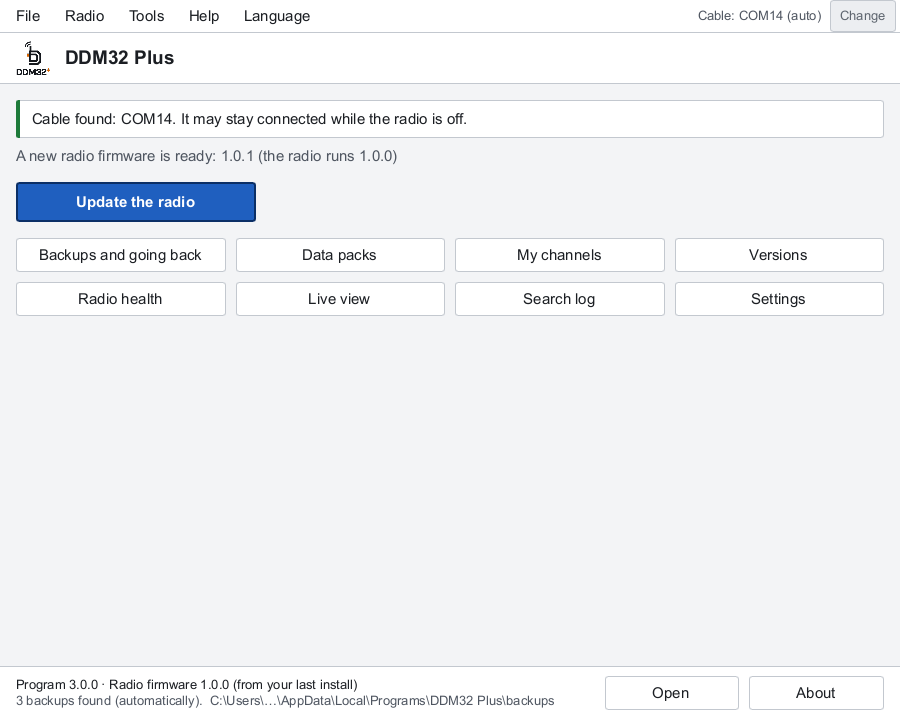 File Radio Tools Help Language Cable: COM14 (auto) Change
DDM32+ DDM32 Plus
Cable found: COM14. It may stay connected while the radio is off.
A new radio firmware is ready: 1.0.1 (the radio runs 1.0.0)
Update the radio
Backups and going back Data packs My channels Versions
Radio health Live view Search log Settings
Program 3.0.0 · Radio firmware 1.0.0 (from your last install)
3 backups found (automatically). C:\Users\…\AppData\Local\Programs\DDM32 Plus\backups
Open About